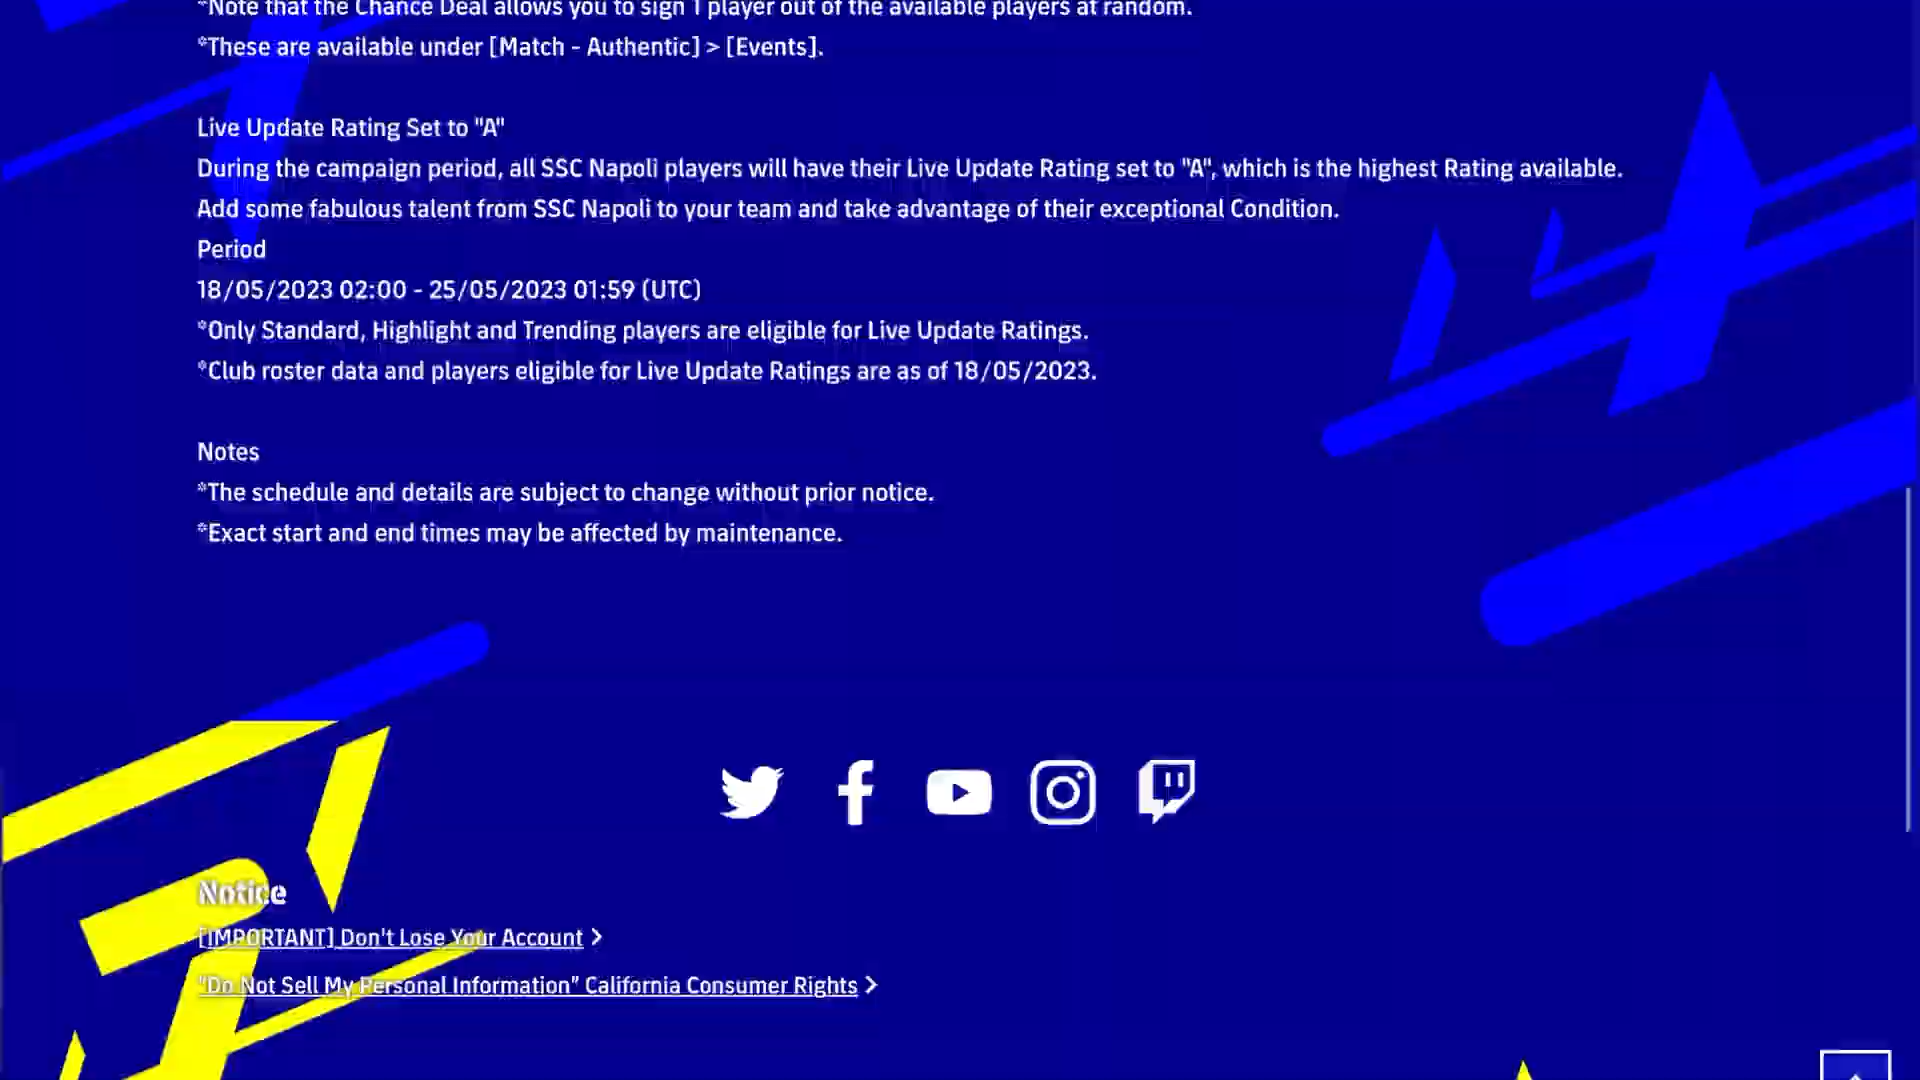 *Note that the Chance Deal allows you to sign 1 player out of the available players at random.
*These are available under [Match - Authentic] > [Events].
Live Update Rating Set to "A"
During the campaign period, all SSC Napoli players will have their Live Update Rating set to "A", which is the highest Rating available.
Add some fabulous talent from SSC Napoli to your team and take advantage of their exceptional Condition.
Period
18/05/2023 02:00 - 25/05/2023 01:59 (UTC)
*Only Standard, Highlight and Trending players are eligible for Live Update Ratings.
*Club roster data and players eligible for Live Update Ratings are as of 18/05/2023.
Notes
*The schedule and details are subject to change without prior notice.
*Exact start and end times may be affected by maintenance.
Notice
[IMPORTANT] Don't Lose Your Account >
"Do Not Sell My Personal Information" California Consumer Rights >